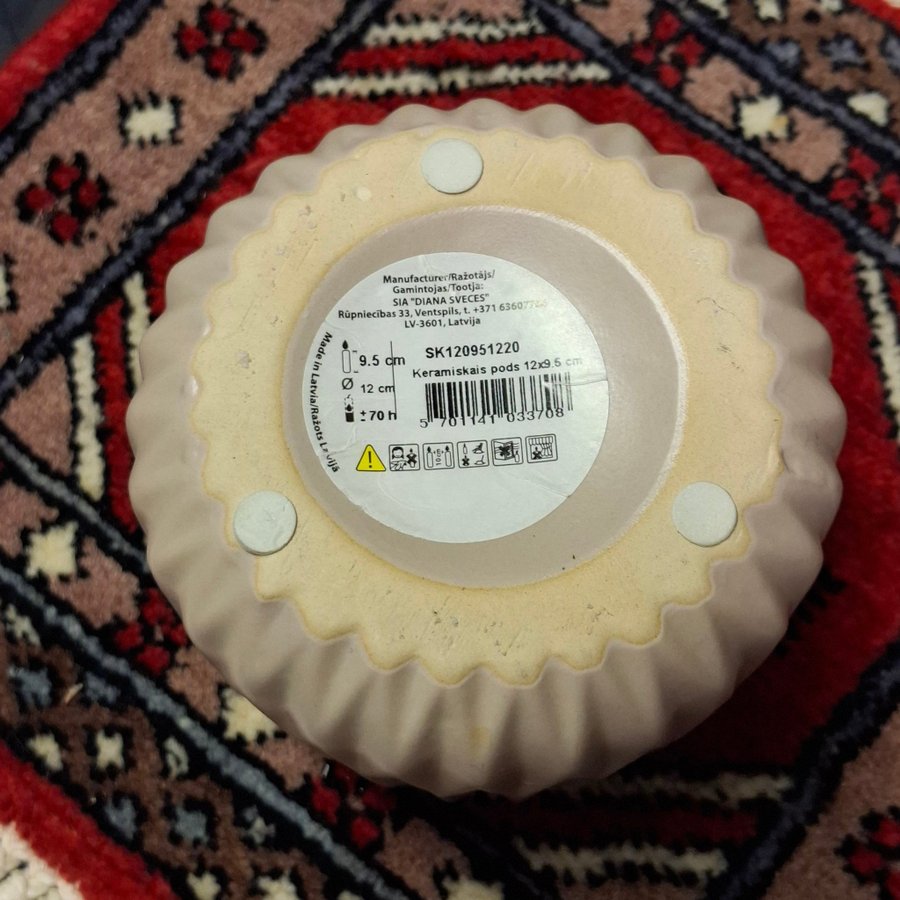 Manufacturer/Ražotājs/
Gamintojas/Tootja:
SIA "DIANA SVECES"
Rūpniecības 33, Ventspils, t. +371
LV-3601, Latvija
Made in Latvia/Ražots Latvijā
9.5 cm
SK120951220
Keramiskais pods 12x9.5 cm
Ø 12 cm
± 70 h
5 701141 033708